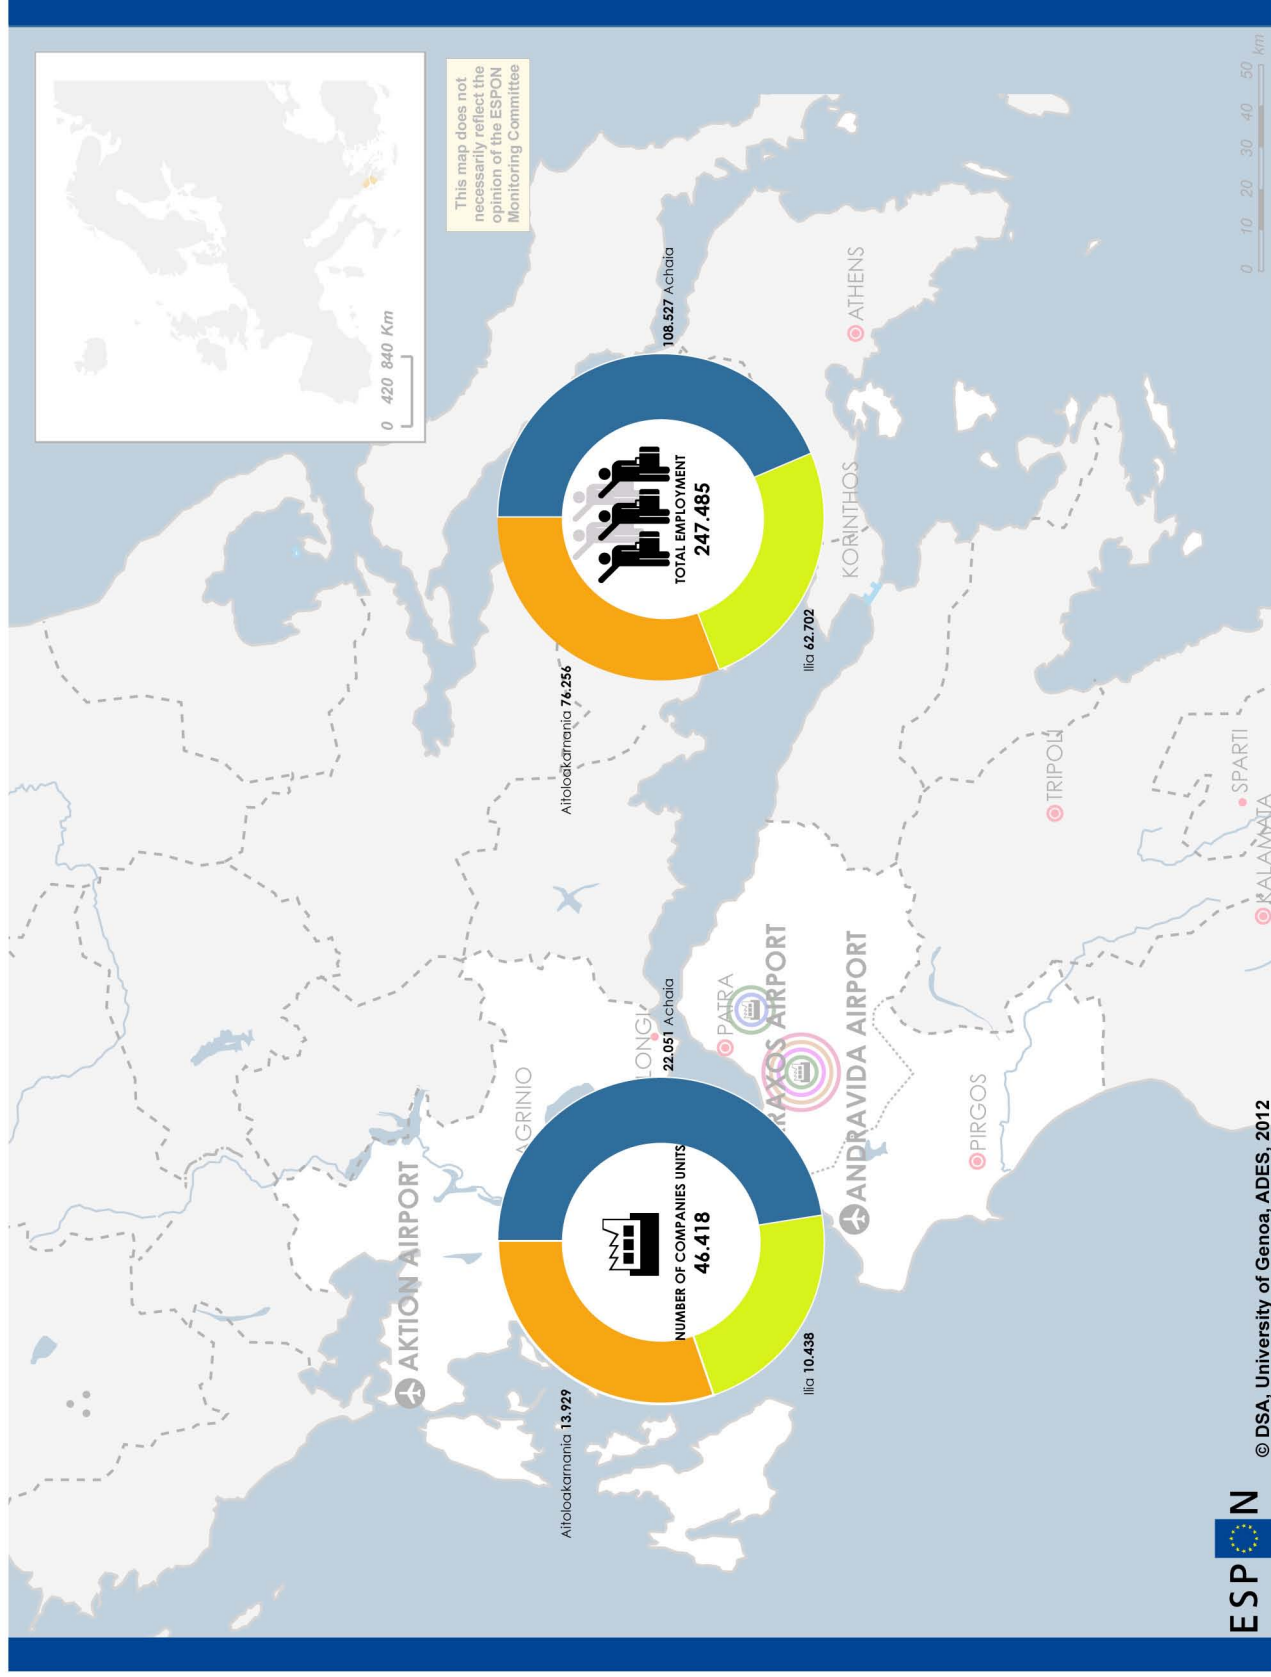 0 420 840 Km
This map does not
necessarily reflect the
opinion of the ESPON
Monitoring Committee
AKTION AIRPORT
AGRINIO
LONGI
PATRA
RAXOS AIRPORT
ANDRAVIDA AIRPORT
PIRGOS
KORINTHOS
ATHENS
TRIPOLI
SPARTI
KALAMATA
Aitoloakarnania 13.929
22.051 Achaia
Ilia 10.438
NUMBER OF COMPANIES UNITS
46.418
Aitoloakarnania 76.256
108.527 Achaia
Ilia 62.702
TOTAL EMPLOYMENT
247.485
ESPON
© DSA, University of Genoa, ADES, 2012
0 10 20 30 40 50 km